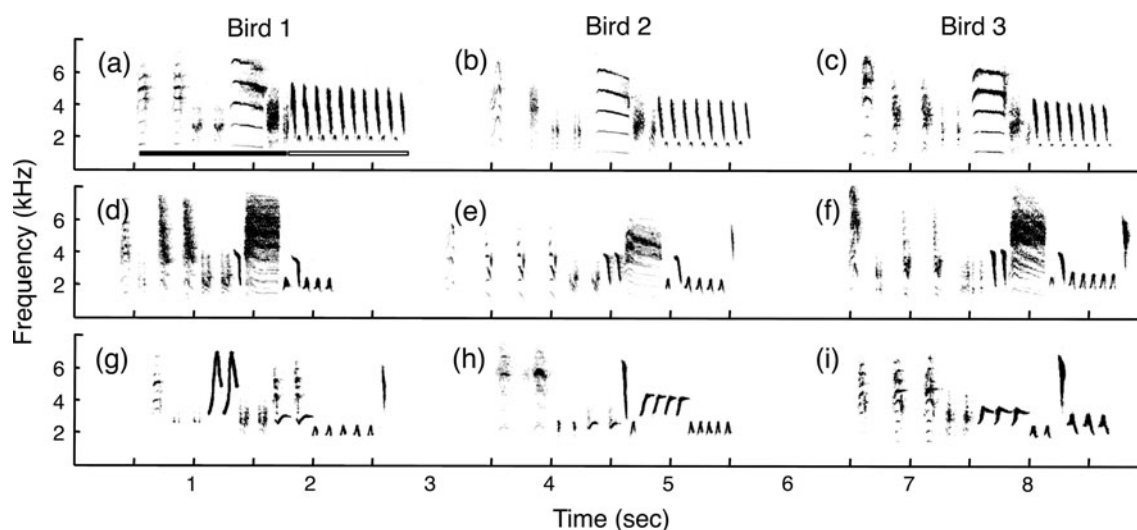 Bird 1 Bird 2 Bird 3
(a) (b) (c)
6
4
2
(d) (e) (f)
6
4
2
(g) (h) (i)
6
4
2
Frequency (kHz)
1 2 3 4 5 6 7 8
Time (sec)